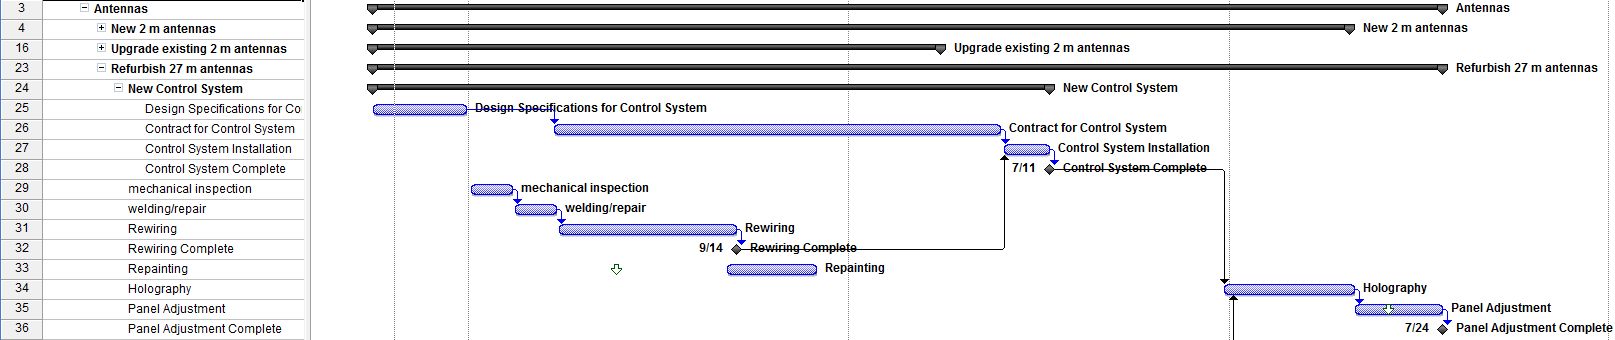 3 Antennas Antennas
4 New 2 m antennas New 2 m antennas
16 Upgrade existing 2 m antennas Upgrade existing 2 m antennas
23 Refurbish 27 m antennas Refurbish 27 m antennas
24 New Control System New Control System
25 Design Specifications for Co Design Specifications for Control System
26 Contract for Control System Contract for Control System
27 Control System Installation Control System Installation
28 Control System Complete 7/11 Control System Complete
29 mechanical inspection mechanical inspection
30 welding/repair welding/repair
31 Rewiring Rewiring
32 Rewiring Complete 9/14 Rewiring Complete
33 Repainting Repainting
34 Holography Holography
35 Panel Adjustment Panel Adjustment
36 Panel Adjustment Complete 7/24 Panel Adjustment Complete